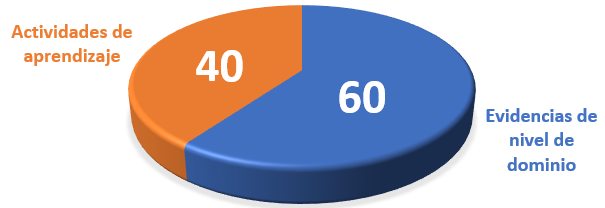 Actividades de
aprendizaje
40
60
Evidencias de
nivel de
dominio